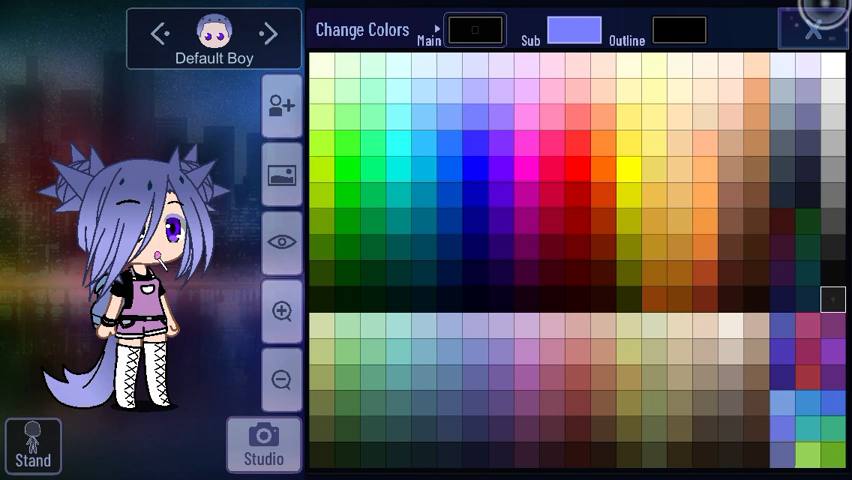 Default Boy
Change Colors
Main
Sub
Outline
X
Stand
Studio